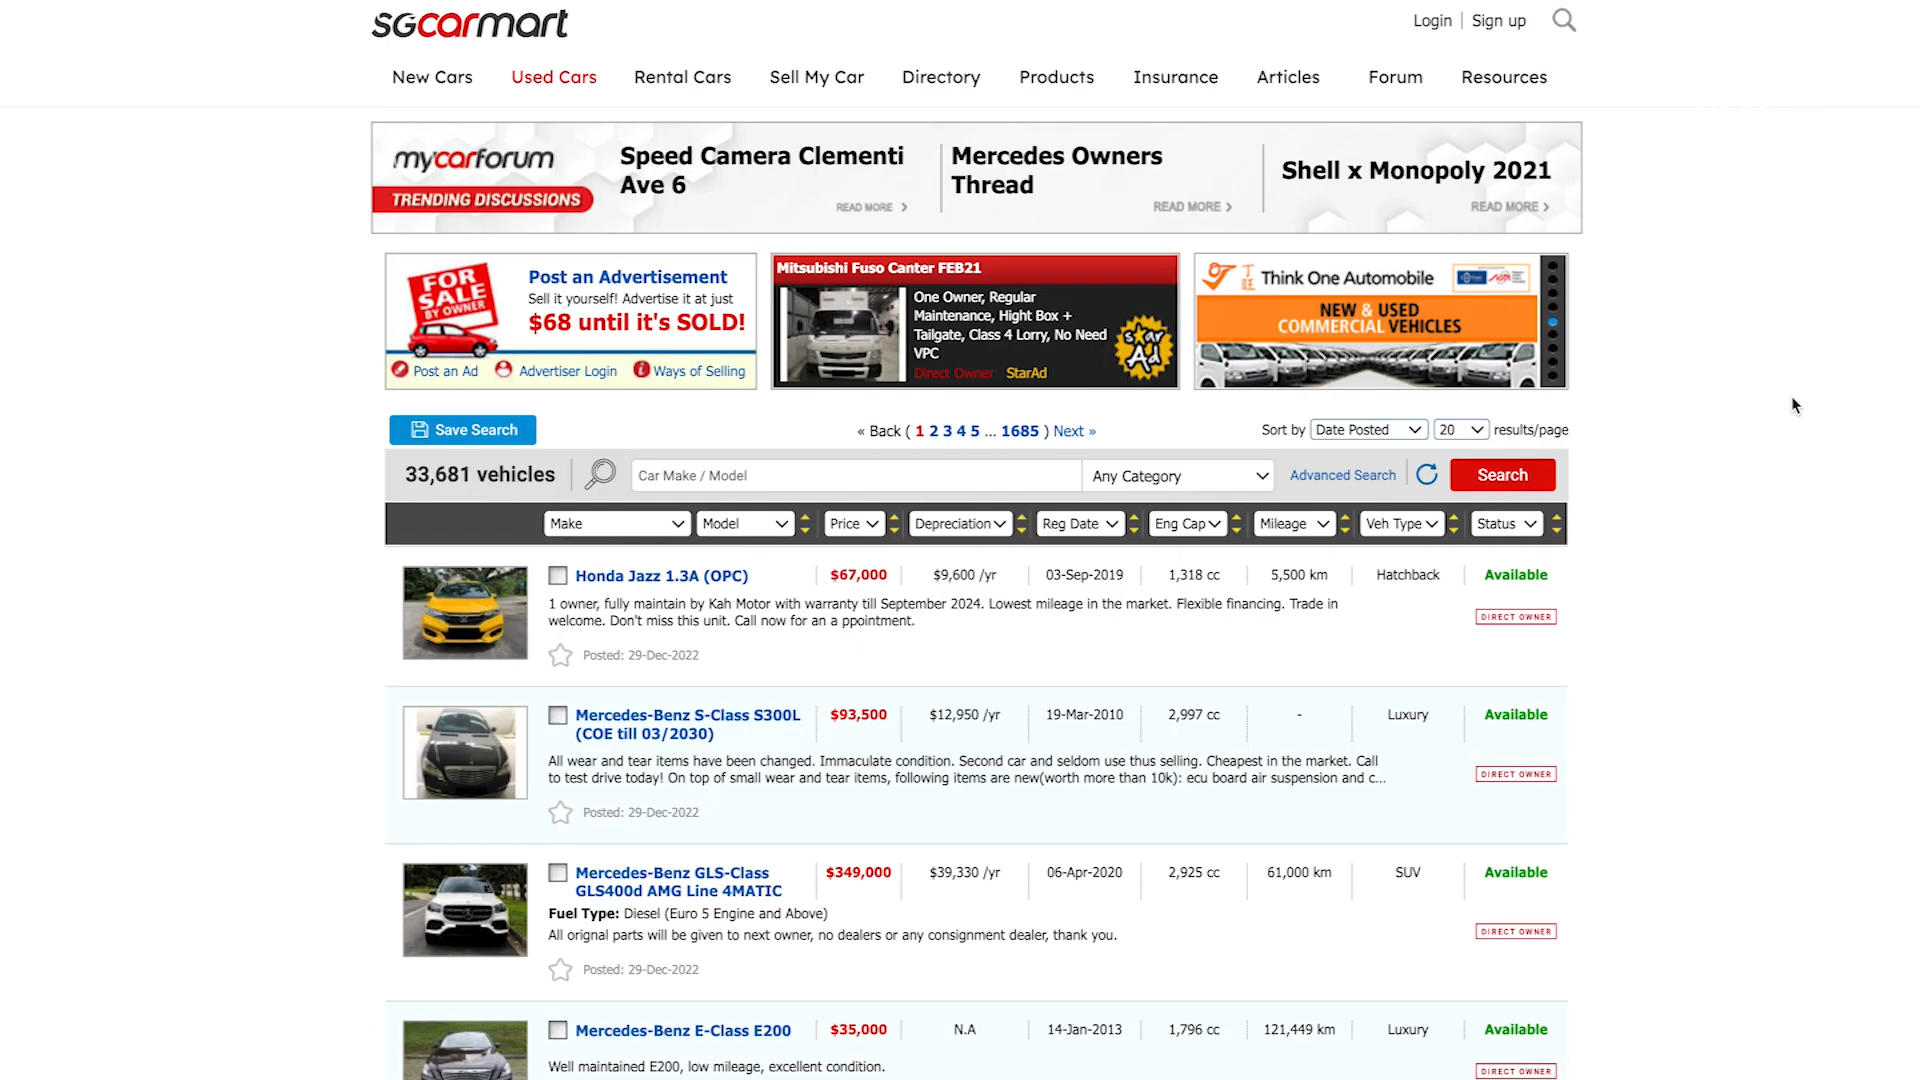 sgcarmart
Login | Sign up
New Cars Used Cars Rental Cars Sell My Car Directory Products Insurance Articles Forum Resources
mycarforum
TRENDING DISCUSSIONS
Speed Camera Clementi
Ave 6
READ MORE >
Mercedes Owners
Thread
READ MORE >
Shell x Monopoly 2021
READ MORE >
FOR
SALE
BY OWNER
Post an Advertisement
Sell it yourself! Advertise it at just
$68 until it's SOLD!
Post an Ad Advertiser Login Ways of Selling
Mitsubishi Fuso Canter FEB21
One Owner, Regular
Maintenance, Hight Box +
Tailgate, Class 4 Lorry, No Need
VPC
Direct Owner StarAd
star
Ad
Think One Automobile
NEW & USED
COMMERCIAL VEHICLES
Save Search
« Back ( 1 2 3 4 5 ... 1685 ) Next »
Sort by Date Posted 20 results/page
33,681 vehicles Car Make / Model Any Category Advanced Search Search
Make Model Price Depreciation Reg Date Eng Cap Mileage Veh Type Status
Honda Jazz 1.3A (OPC) $67,000 $9,600 /yr 03-Sep-2019 1,318 cc 5,500 km Hatchback Available
1 owner, fully maintain by Kah Motor with warranty till September 2024. Lowest mileage in the market. Flexible financing. Trade in
welcome. Don't miss this unit. Call now for an a ppointment.
DIRECT OWNER
Posted: 29-Dec-2022
Mercedes-Benz S-Class S300L $93,500 $12,950 /yr 19-Mar-2010 2,997 cc - Luxury Available
(COE till 03/2030)
All wear and tear items have been changed. Immaculate condition. Second car and seldom use thus selling. Cheapest in the market. Call
to test drive today! On top of small wear and tear items, following items are new(worth more than 10k): ecu board air suspension and c...
DIRECT OWNER
Posted: 29-Dec-2022
Mercedes-Benz GLS-Class $349,000 $39,330 /yr 06-Apr-2020 2,925 cc 61,000 km SUV Available
GLS400d AMG Line 4MATIC
Fuel Type: Diesel (Euro 5 Engine and Above)
All orignal parts will be given to next owner, no dealers or any consignment dealer, thank you.
DIRECT OWNER
Posted: 29-Dec-2022
Mercedes-Benz E-Class E200 $35,000 N.A 14-Jan-2013 1,796 cc 121,449 km Luxury Available
Well maintained E200, low mileage, excellent condition.
DIRECT OWNER